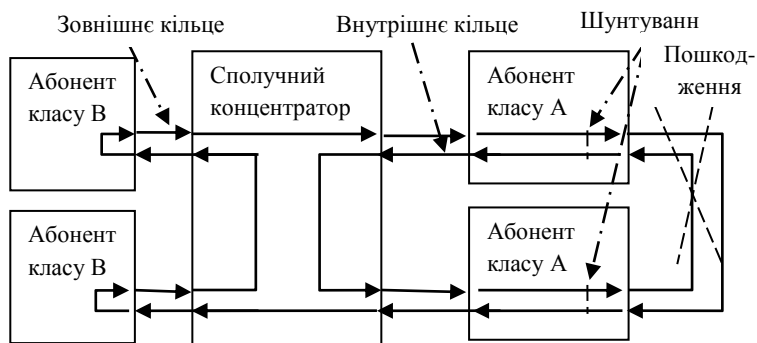 Зовнішнє кільце
Внутрішнє кільце
Шунтуванн
Пошкод-
ження
Абонент
класу В
Сполучний
концентратор
Абонент
класу А
Абонент
класу В
Абонент
класу А